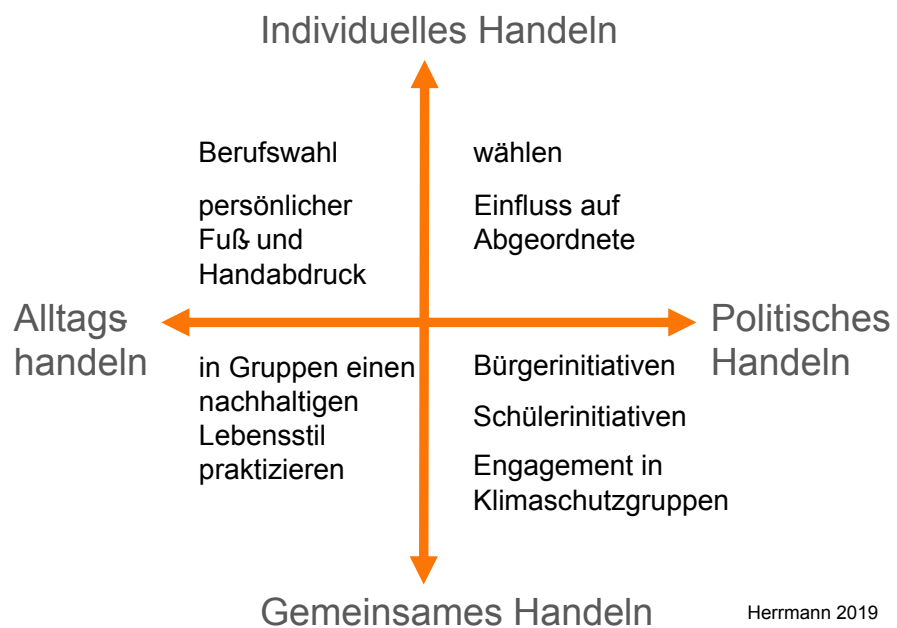 Individuelles Handeln
Berufswahl
persönlicher
Fuß- und
Handabdruck
wählen
Einfluss auf
Abgeordnete
Alltags-
handeln
Politisches
Handeln
in Gruppen einen
nachhaltigen
Lebensstil
praktizieren
Bürgerinitiativen
Schülerinitiativen
Engagement in
Klimaschutzgruppen
Gemeinsames Handeln
Herrmann 2019